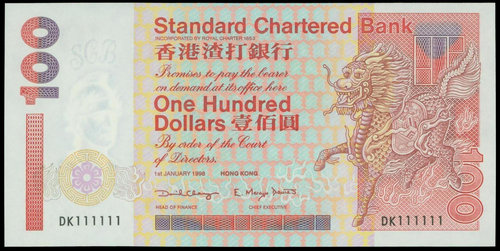 100
Standard Chartered Bank
INCORPORATED BY ROYAL CHARTER 1853
香港渣打銀行
Promises to pay the bearer
on demand at its office here
One Hundred
Dollars 壹佰圓
By order of the Court
of Directors.
1st JANUARY 1998 HONG KONG
HEAD OF FINANCE CHIEF EXECUTIVE
DK111111 DK111111
100